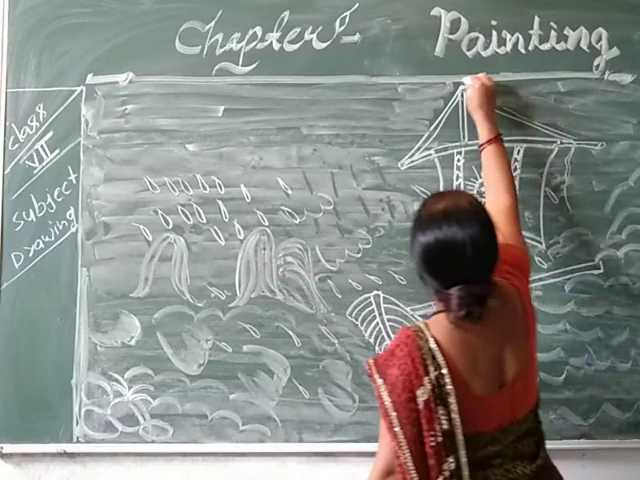 Chapter:- Painting
Class
VII
Subject
Drawing